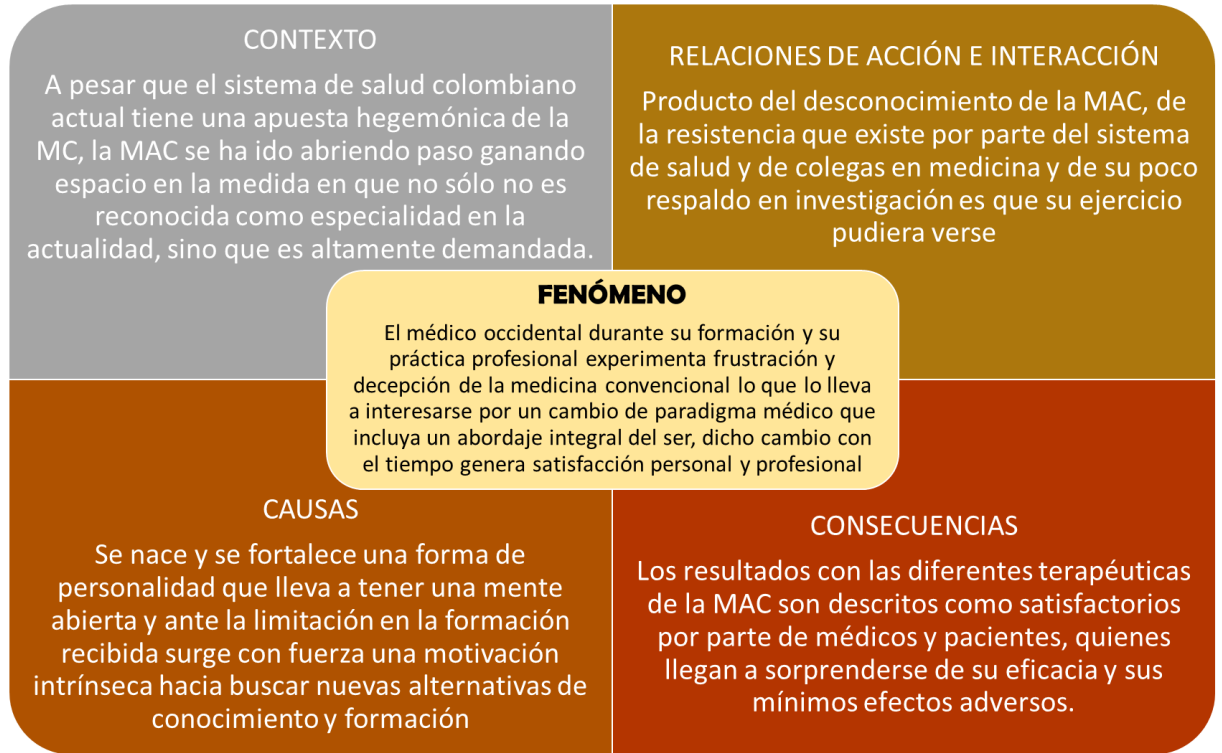 CONTEXTO
A pesar que el sistema de salud colombiano
actual tiene una apuesta hegemónica de la
MC, la MAC se ha ido abriendo paso ganando
espacio en la medida en que no sólo no es
reconocida como especialidad en la
actualidad, sino que es altamente demandada.
RELACIONES DE ACCIÓN E INTERACCIÓN
Producto del desconocimiento de la MAC, de
la resistencia que existe por parte del sistema
de salud y de colegas en medicina y de su poco
respaldo en investigación es que su ejercicio
pudiera verse
FENÓMENO
El médico occidental durante su formación y su
práctica profesional experimenta frustración y
decepción de la medicina convencional lo que lo lleva
a interesarse por un cambio de paradigma médico que
incluya un abordaje integral del ser, dicho cambio con
el tiempo genera satisfacción personal y profesional
CAUSAS
Se nace y se fortalece una forma de
personalidad que lleva a tener una mente
abierta y ante la limitación en la formación
recibida surge con fuerza una motivación
intrínseca hacia buscar nuevas alternativas de
conocimiento y formación
CONSECUENCIAS
Los resultados con las diferentes terapéuticas
de la MAC son descritos como satisfactorios
por parte de médicos y pacientes, quienes
llegan a sorprenderse de su eficacia y sus
mínimos efectos adversos.